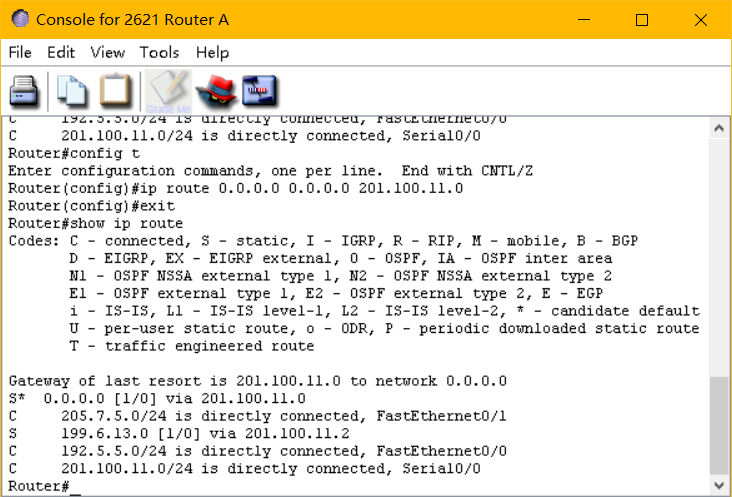 Console for 2621 Router A
File Edit View Tools Help
Grade Me
C 192.5.5.0/24 is directly connected, FastEthernet0/0
C 201.100.11.0/24 is directly connected, Serial0/0
Router#config t
Enter configuration commands, one per line. End with CNTL/Z
Router(config)#ip route 0.0.0.0 0.0.0.0 201.100.11.0
Router(config)#exit
Router#show ip route
Codes: C - connected, S - static, I - IGRP, R - RIP, M - mobile, B - BGP
D - EIGRP, EX - EIGRP external, O - OSPF, IA - OSPF inter area
N1 - OSPF NSSA external type 1, N2 - OSPF NSSA external type 2
E1 - OSPF external type 1, E2 - OSPF external type 2, E - EGP
i - IS-IS, L1 - IS-IS level-1, L2 - IS-IS level-2, * - candidate default
U - per-user static route, o - ODR, P - periodic downloaded static route
T - traffic engineered route
Gateway of last resort is 201.100.11.0 to network 0.0.0.0
S* 0.0.0.0 [1/0] via 201.100.11.0
C 205.7.5.0/24 is directly connected, FastEthernet0/1
S 199.6.13.0 [1/0] via 201.100.11.2
C 192.5.5.0/24 is directly connected, FastEthernet0/0
C 201.100.11.0/24 is directly connected, Serial0/0
Router#_